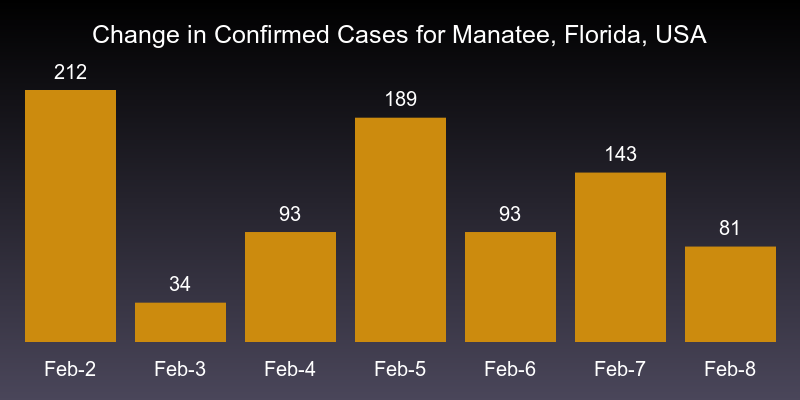 Change in Confirmed Cases for Manatee, Florida, USA
212
34
93
189
93
143
81
Feb-2
Feb-3
Feb-4
Feb-5
Feb-6
Feb-7
Feb-8